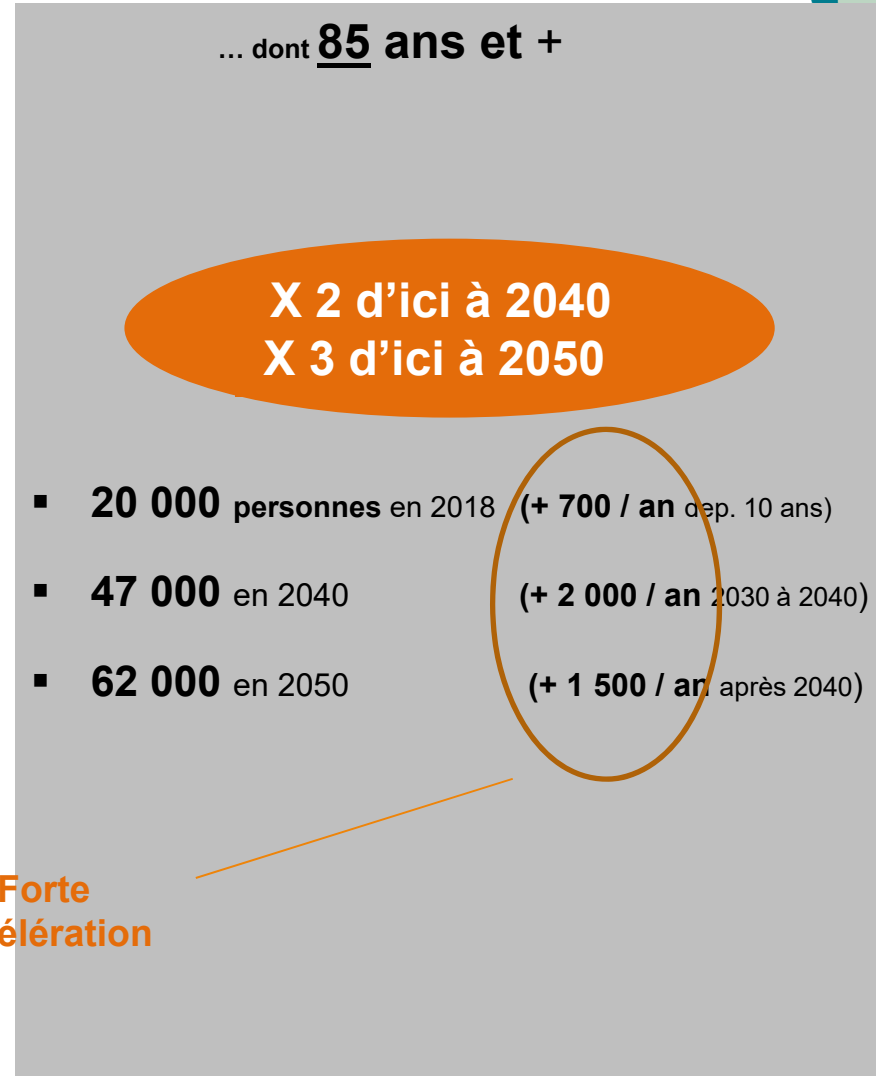 … dont 85 ans et +
X 2 d’ici à 2040
X 3 d’ici à 2050
▪ 20 000 personnes en 2018 (+ 700 / an dep. 10 ans)
▪ 47 000 en 2040 (+ 2 000 / an 2030 à 2040)
▪ 62 000 en 2050 (+ 1 500 / an après 2040)
Forte
élération